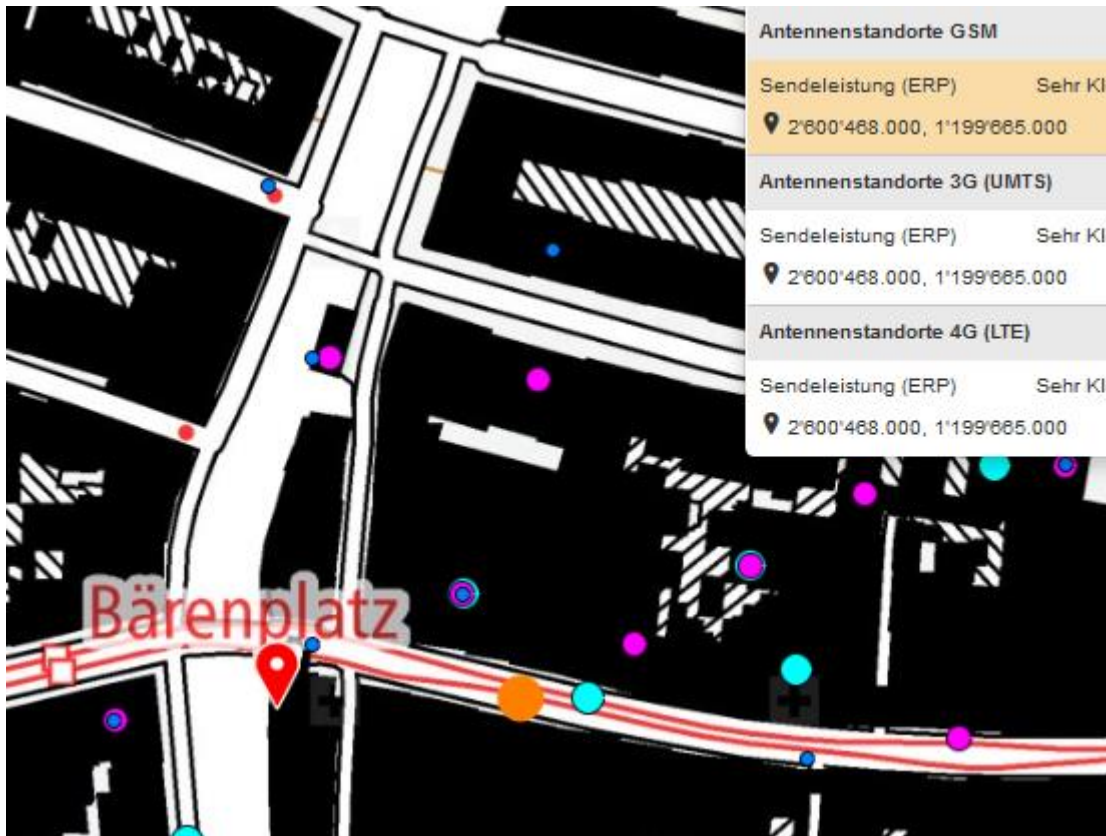 Antennenstandorte GSM
Sendeleistung (ERP) Sehr Kl
2'600'468.000, 1'199'665.000
Antennenstandorte 3G (UMTS)
Sendeleistung (ERP) Sehr Kl
2'600'468.000, 1'199'665.000
Antennenstandorte 4G (LTE)
Sendeleistung (ERP) Sehr Kl
2'600'468.000, 1'199'665.000
Bärenplatz